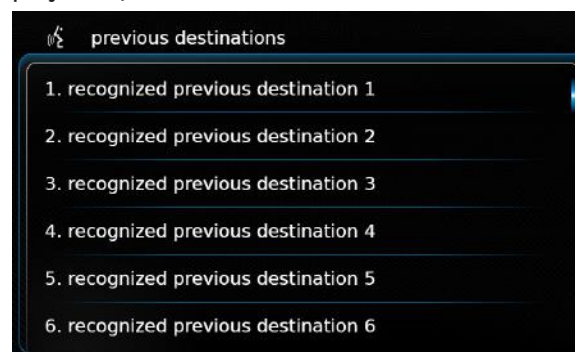 previous destinations
1. recognized previous destination 1
2. recognized previous destination 2
3. recognized previous destination 3
4. recognized previous destination 4
5. recognized previous destination 5
6. recognized previous destination 6